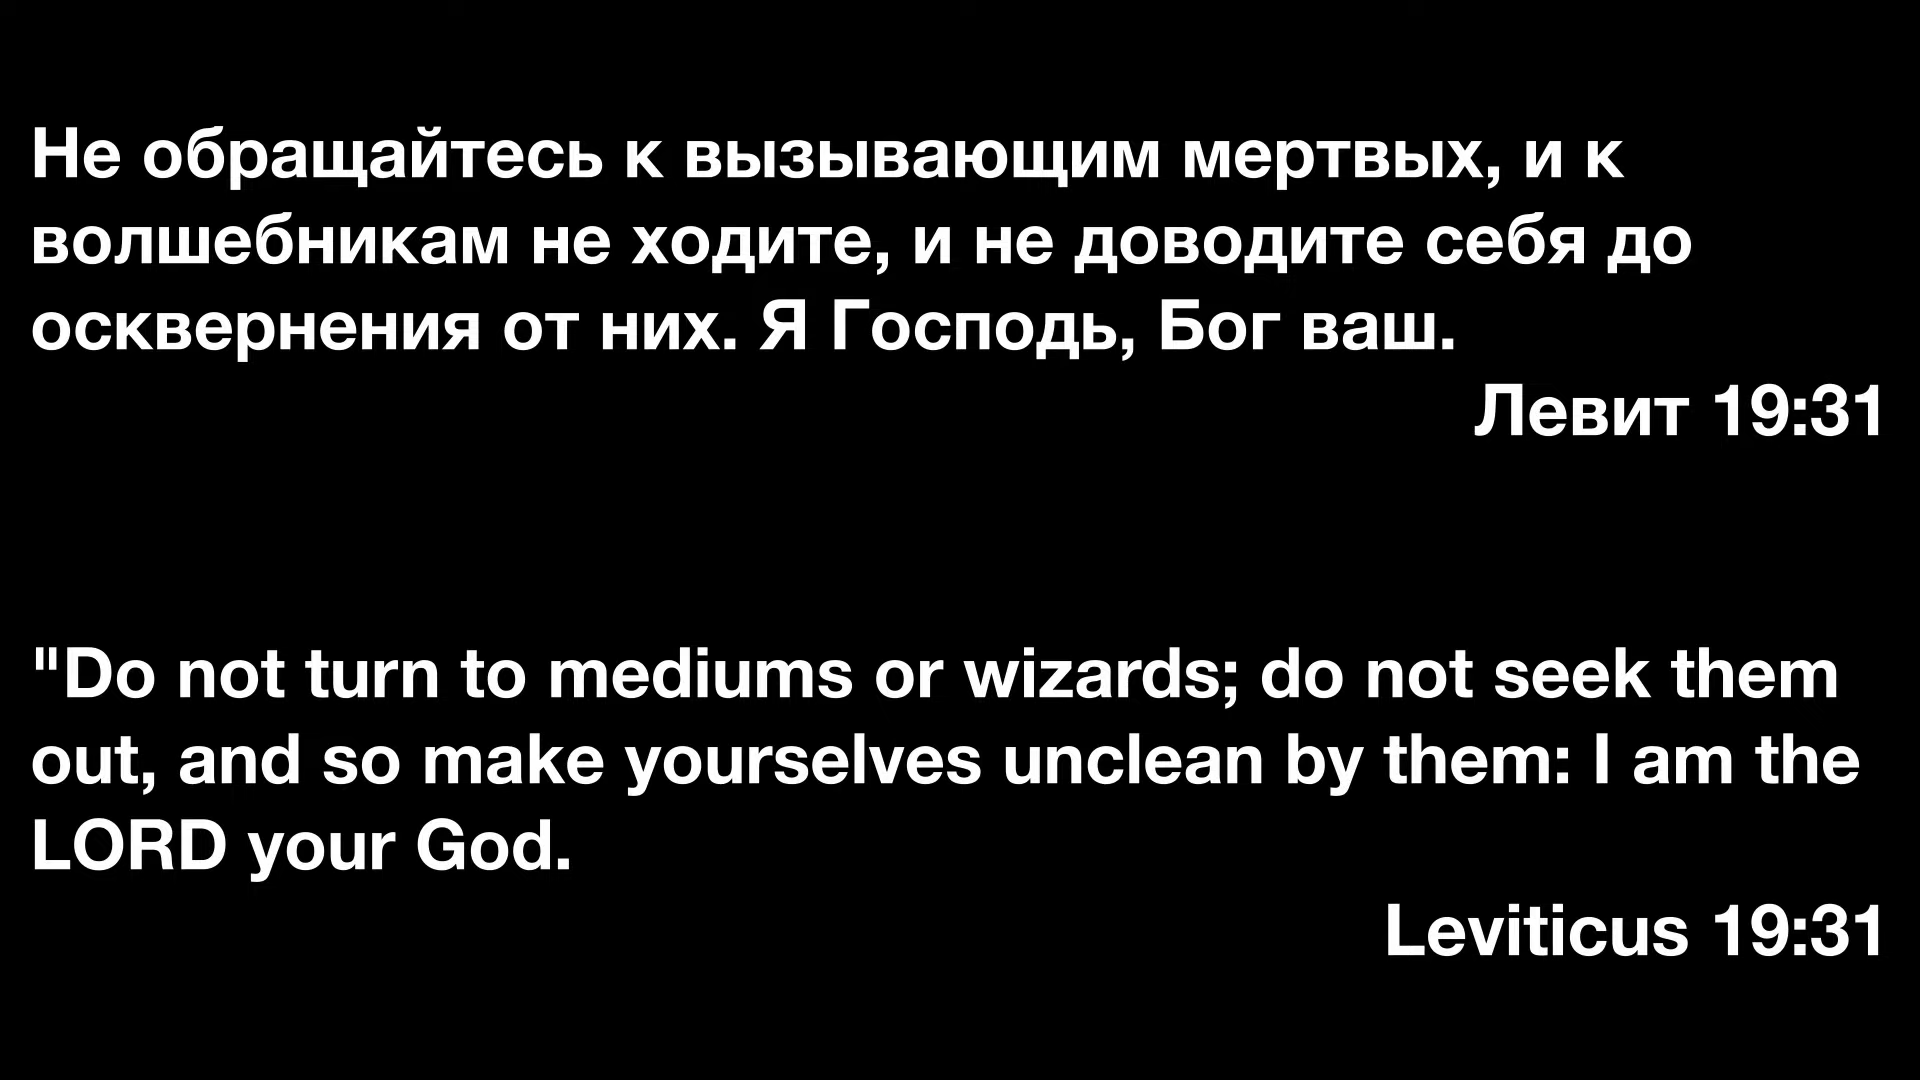 Не обращайтесь к вызывающим мертвых, и к
волшебникам не ходите, и не доводите себя до
осквернения от них. Я Господь, Бог ваш.
Левит 19:31
"Do not turn to mediums or wizards; do not seek them
out, and so make yourselves unclean by them: I am the
LORD your God.
Leviticus 19:31